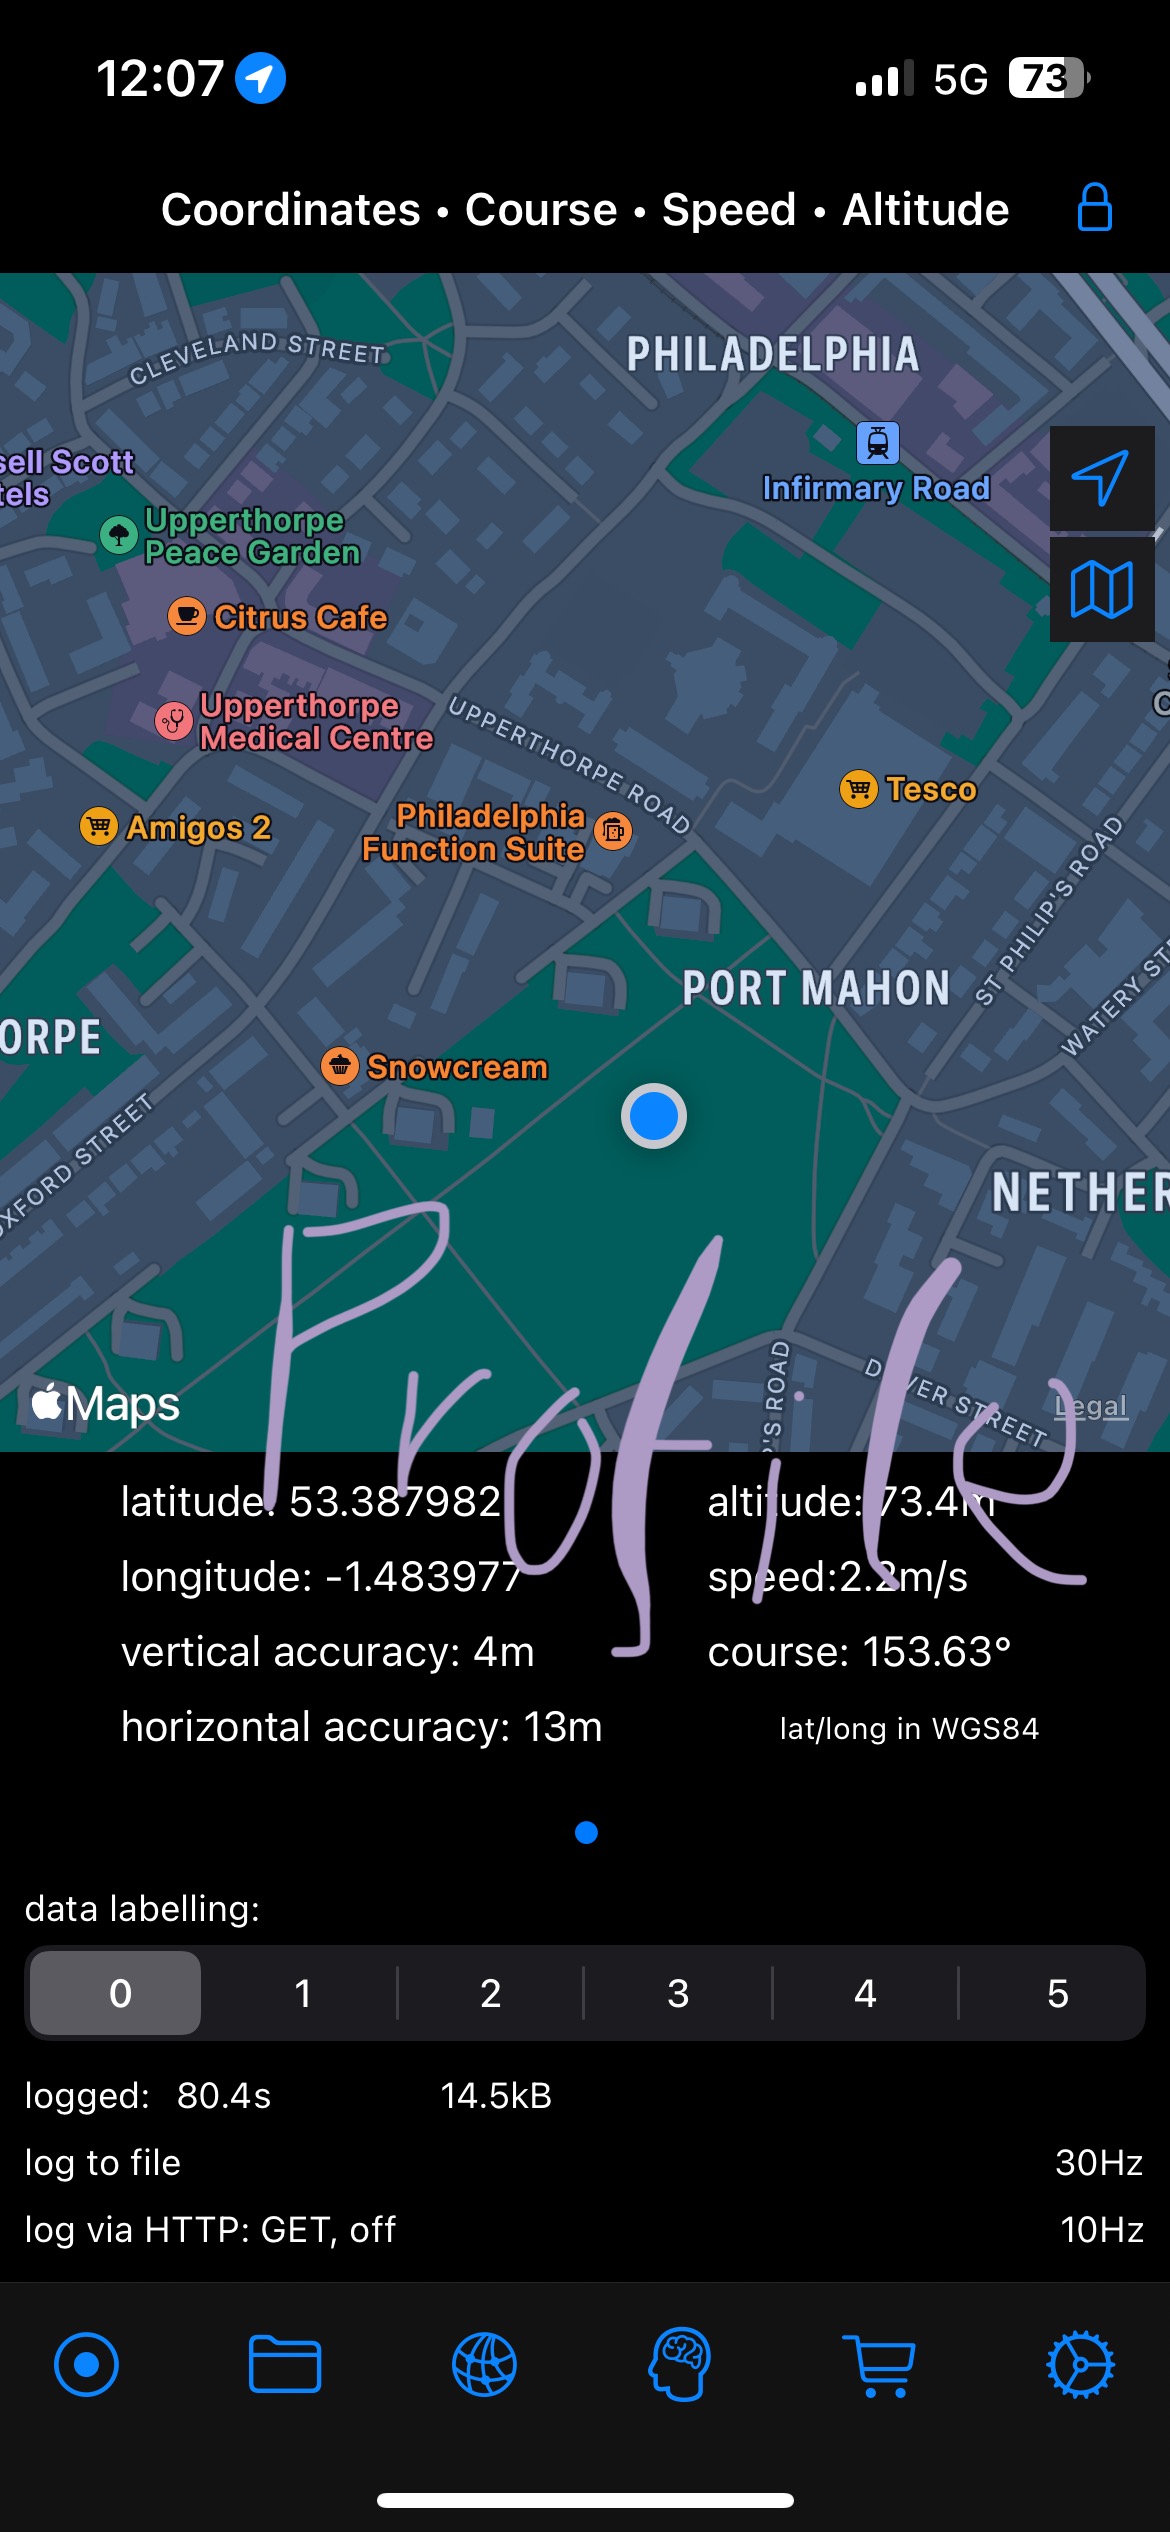 12:07
5G 73
Coordinates • Course • Speed • Altitude
CLEVELAND STREET
PHILADELPHIA
sell Scott
tels
Infirmary Road
Upperthorpe
Peace Garden
Citrus Cafe
Upperthorpe
Medical Centre
UPPERTHORPE ROAD
Tesco
Amigos 2
Philadelphia
Function Suite
ST PHILIP'S ROAD
WATERY ST
PORT MAHON
ORPE
Snowcream
OXFORD STREET
NETHER
Profile
P'S ROAD
DOVER STREET
Maps
Legal
latitude: 53.387982
altitude: 73.4m
longitude: -1.483977
speed:2.2m/s
vertical accuracy: 4m
course: 153.63°
horizontal accuracy: 13m
lat/long in WGS84
data labelling:
0 1 2 3 4 5
logged: 80.4s 14.5kB
log to file 30Hz
log via HTTP: GET, off 10Hz